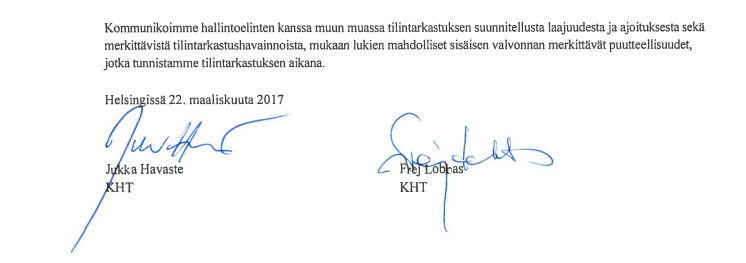 Kommunikoimme hallintoelinten kanssa muun muassa tilintarkastuksen suunnitellusta laajuudesta ja ajoituksesta sekä
merkittävistä tilintarkastushavainnoista, mukaan lukien mahdolliset sisäisen valvonnan merkittävät puutteellisuudet,
jotka tunnistamme tilintarkastuksen aikana.
Helsingissä 22. maaliskuuta 2017
Jukka Havaste
KHT
Frej Lobbas
KHT